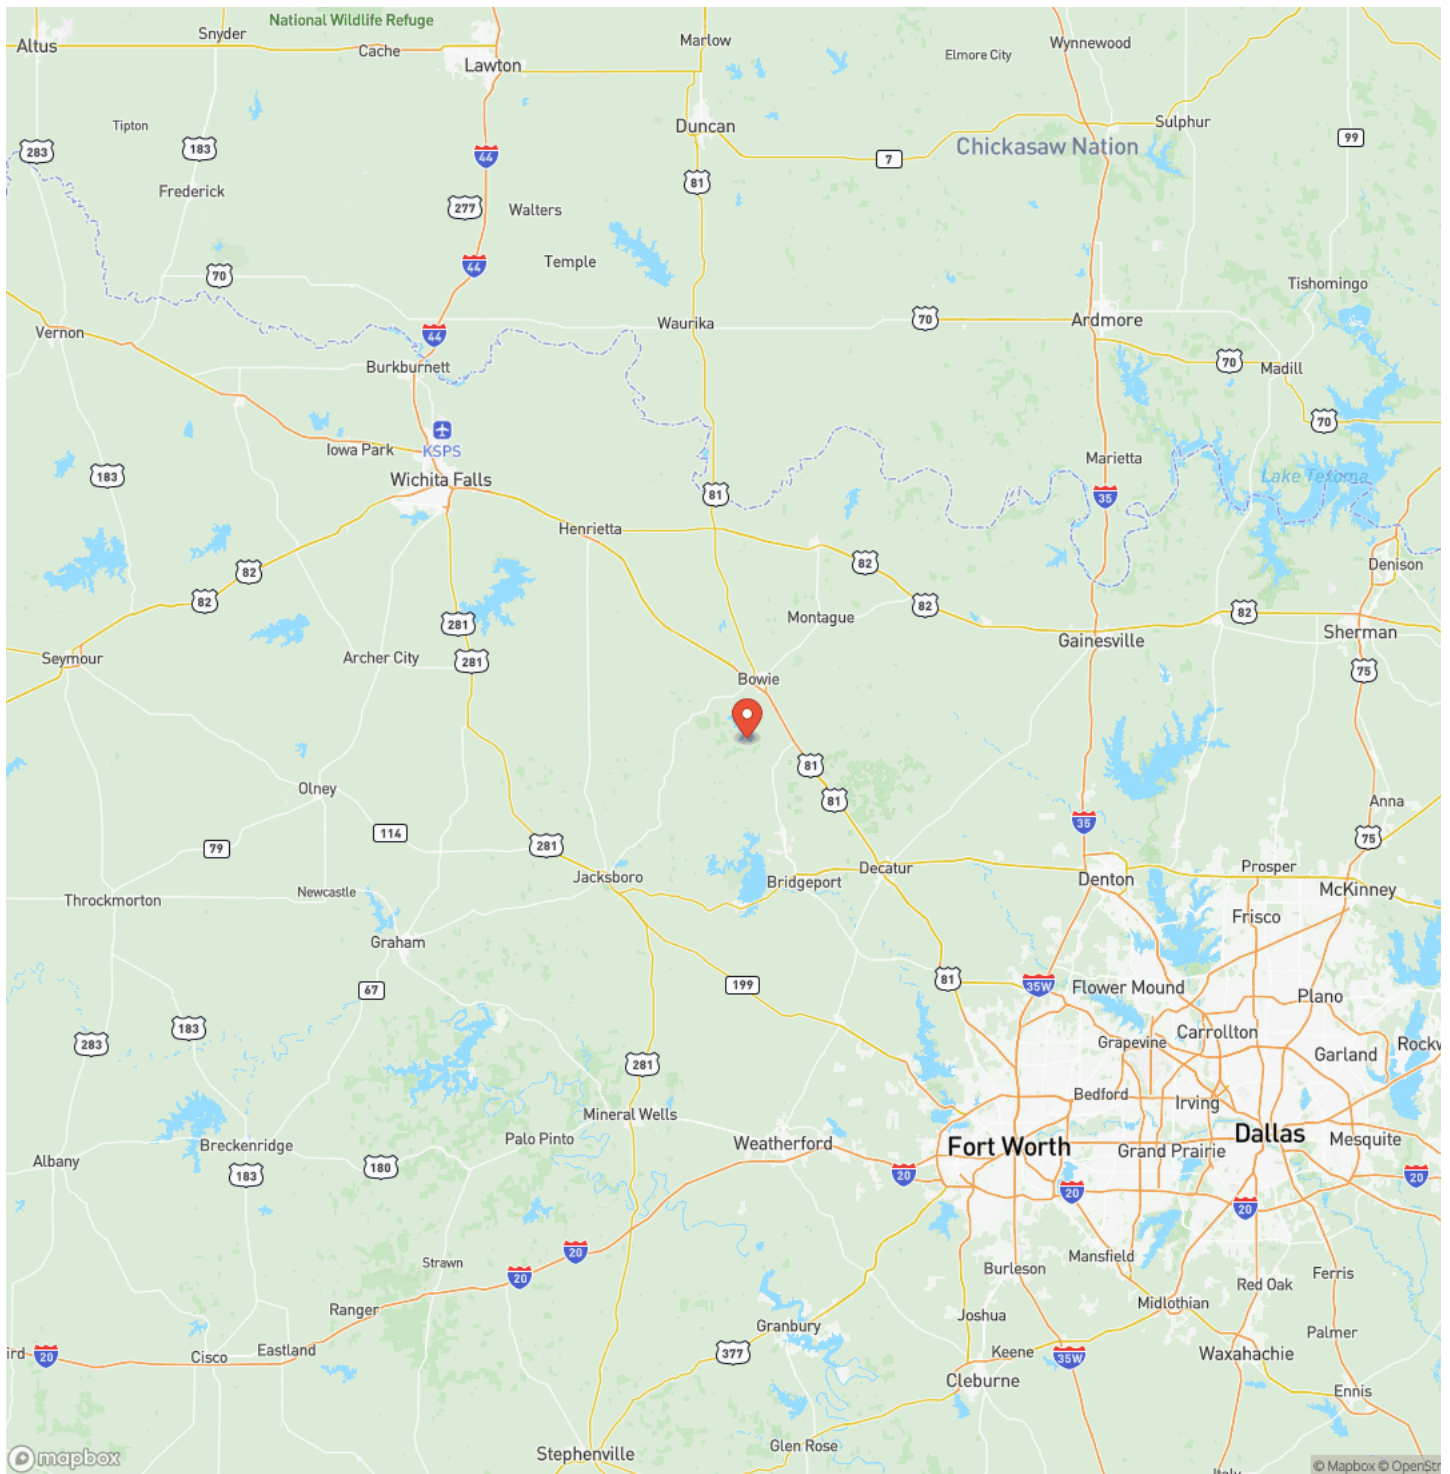 National Wildlife Refuge
Altus
Snyder
Cache
Lawton
Marlow
Elmore City
Wynnewood
Tipton
Duncan
Sulphur
283
183
44
7
Chickasaw Nation
99
Frederick
81
277
Walters
44
Temple
70
Tishomingo
Vernon
44
Waurika
70
Ardmore
Burkburnett
70
Madill
70
Iowa Park
KSPS
Marietta
183
Wichita Falls
81
35
Lake Texoma
Henrietta
82
82
Denison
82
281
Montague
82
82
Gainesville
Sherman
Seymour
Archer City
281
75
Bowie
81
Olney
81
35
Anna
79
114
281
75
Jacksboro
Bridgeport
Decatur
Denton
Prosper
McKinney
Throckmorton
Newcastle
Frisco
Graham
67
199
81
35W
Flower Mound
Plano
183
283
Carrollton
Grapevine
Garland
Rockw
281
Bedford
Irving
Mineral Wells
Breckenridge
Palo Pinto
Weatherford
Fort Worth
Dallas
Mesquite
Grand Prairie
Albany
183
180
20
20
20
20
20
Strawn
20
Mansfield
Burleson
Red Oak
Ferris
Ranger
Joshua
Midlothian
Granbury
Palmer
ird
20
Cisco
Eastland
377
Keene
35W
Waxahachie
Cleburne
Ennis
Stephenville
Glen Rose
mapbox
© Mapbox © OpenStr